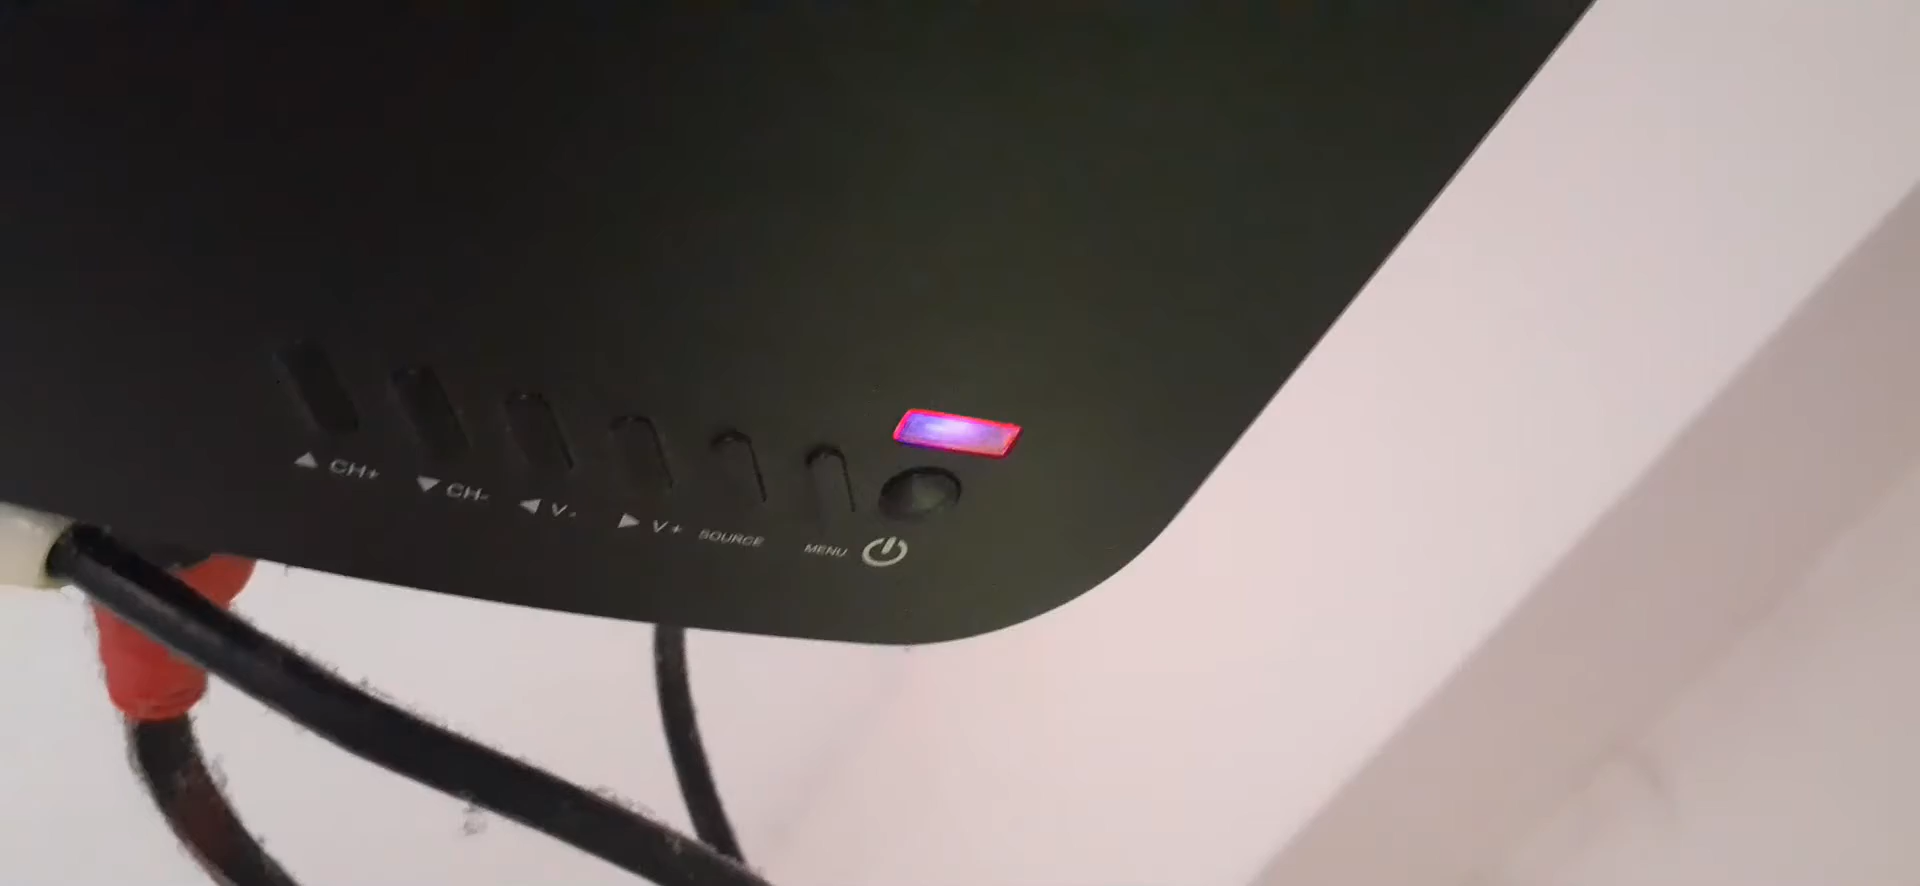 ▲ CH+ ▼ CH- ◀ V- ▶ V+ SOURCE MENU